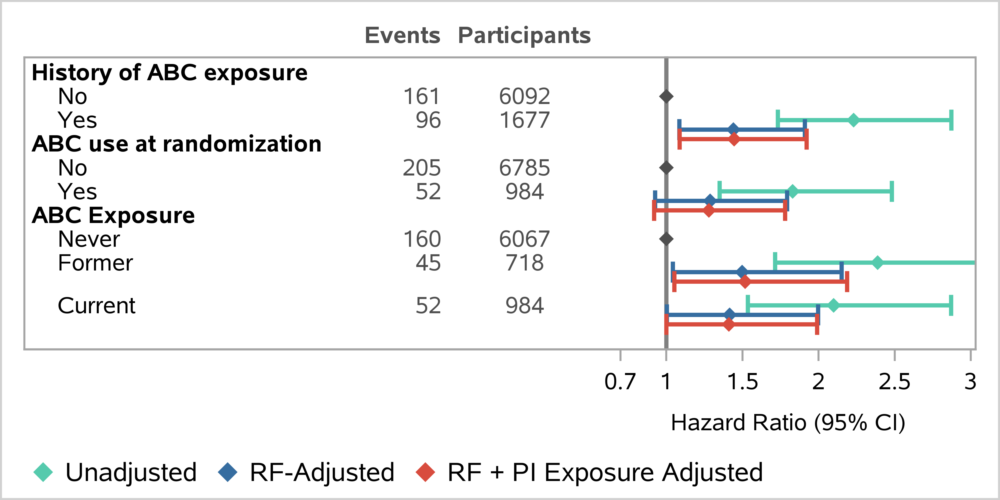 Events Participants
History of ABC exposure
No 161 6092
Yes 96 1677
ABC use at randomization
No 205 6785
Yes 52 984
ABC Exposure
Never 160 6067
Former 45 718
Current 52 984
0.7 1 1.5 2 2.5 3
Hazard Ratio (95% CI)
Unadjusted RF-Adjusted RF + PI Exposure Adjusted